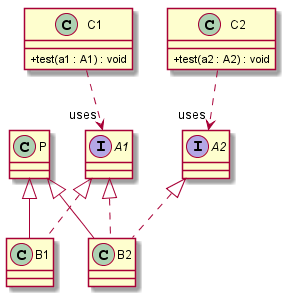 C C1
C C2
+test(a1 : A1) : void
+test(a2 : A2) : void
uses
uses
C P
I A1
I A2
C B1
C B2